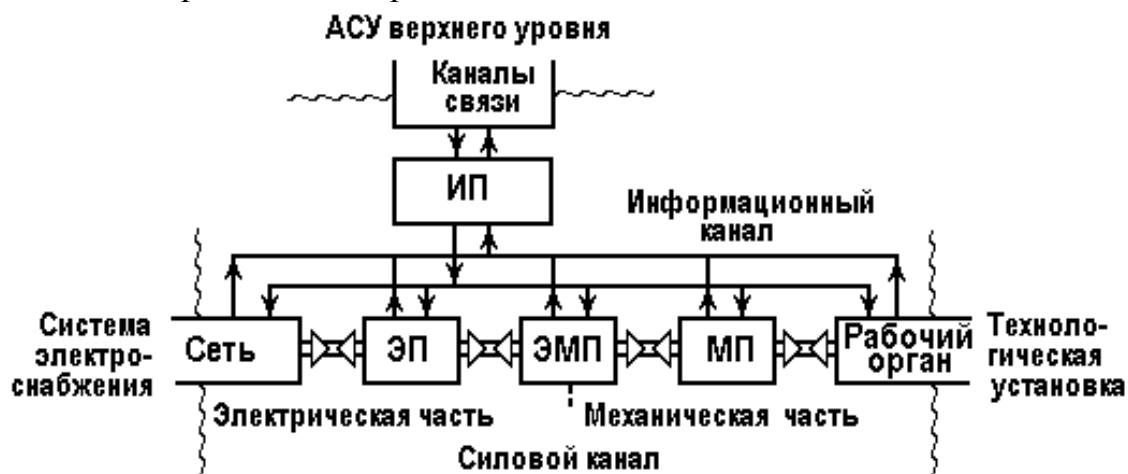 АСУ верхнего уровня
Каналы
связи
ИП
Информационный
канал
Система
электро-
снабжения
Сеть
ЭП
ЭМП
МП
Рабочий
орган
Техноло-
гическая
установка
Электрическая часть
Механическая часть
Силовой канал